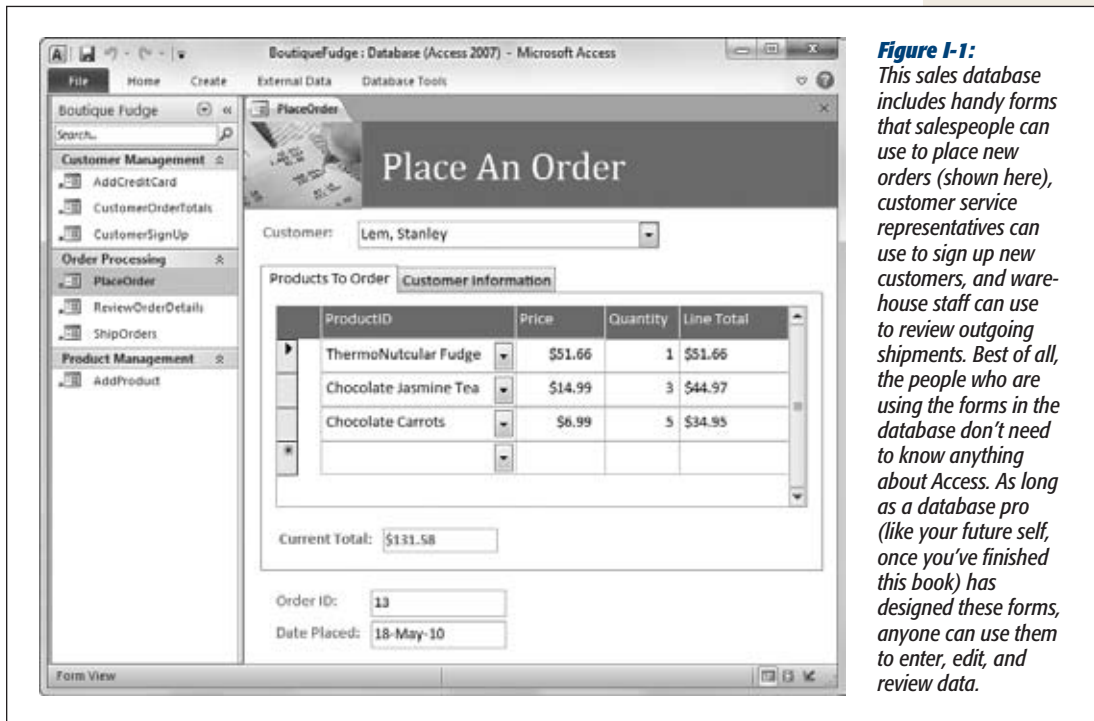 BoutiqueFudge : Database (Access 2007) - Microsoft Access
File Home Create External Data Database Tools
Boutique Fudge
Search...
Customer Management
AddCreditCard
CustomerOrderTotals
CustomerSignUp
Order Processing
PlaceOrder
ReviewOrderDetails
ShipOrders
Product Management
AddProduct
PlaceOrder
Place An Order
Customer: Lem, Stanley
Products To Order Customer Information
ProductID Price Quantity Line Total
ThermoNutcular Fudge $51.66 1 $51.66
Chocolate Jasmine Tea $14.99 3 $44.97
Chocolate Carrots $6.99 5 $34.95
Current Total: $131.58
Order ID: 13
Date Placed: 18-May-10
Form View
Figure I-1:
This sales database
includes handy forms
that salespeople can
use to place new
orders (shown here),
customer service
representatives can
use to sign up new
customers, and ware-
house staff can use
to review outgoing
shipments. Best of all,
the people who are
using the forms in the
database don't need
to know anything
about Access. As long
as a database pro
(like your future self,
once you've finished
this book) has
designed these forms,
anyone can use them
to enter, edit, and
review data.